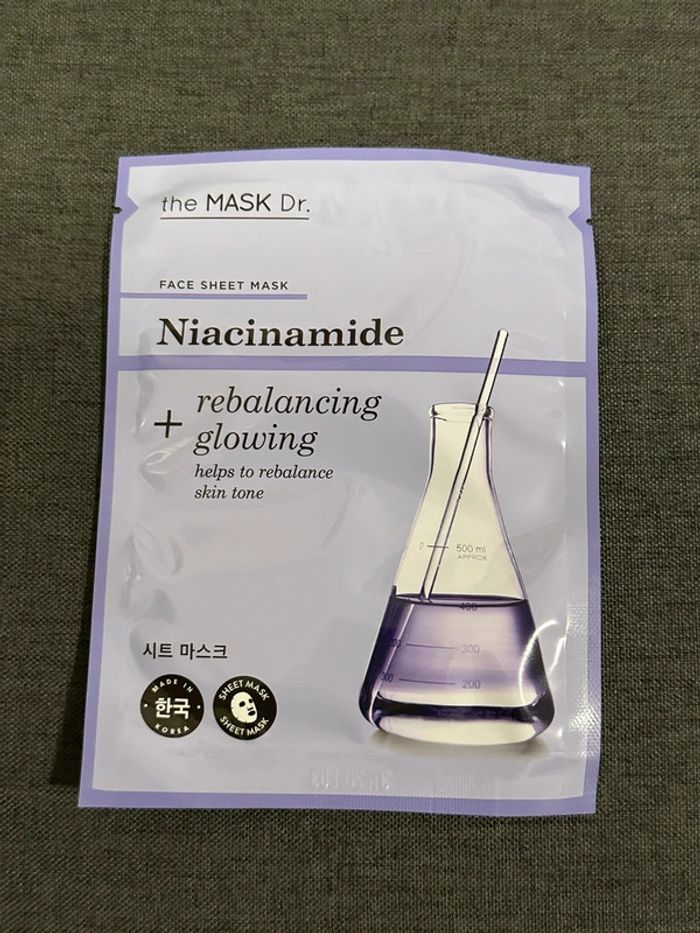 the MASK Dr.
FACE SHEET MASK
Niacinamide
+ rebalancing
glowing
helps to rebalance
skin tone
0 500 ml
APPROX
400
300
200
시트 마스크
MADE IN
한국
KOREA
SHEET MASK
SHEET MASK